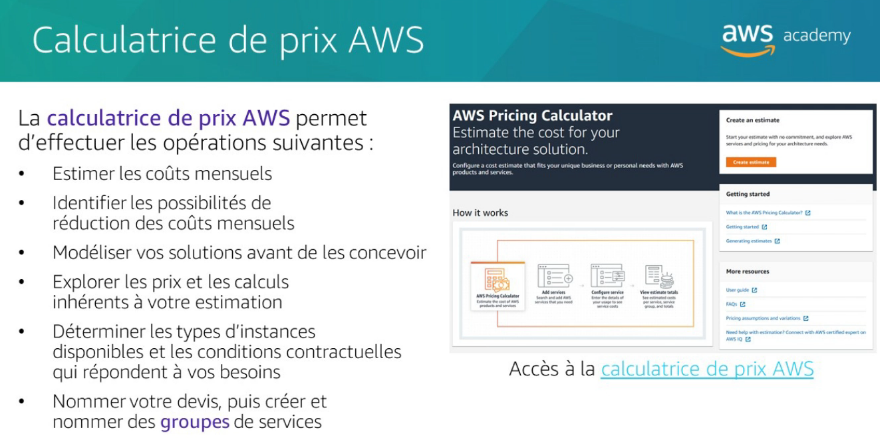 Calculatrice de prix AWS
aws academy
La calculatrice de prix AWS permet
d'effectuer les opérations suivantes :
• Estimer les coûts mensuels
• Identifier les possibilités de
réduction des coûts mensuels
• Modéliser vos solutions avant de les concevoir
• Explorer les prix et les calculs
inhérents à votre estimation
• Déterminer les types d'instances
disponibles et les conditions contractuelles
qui répondent à vos besoins
• Nommer votre devis, puis créer et
nommer des groupes de services
AWS Pricing Calculator
Estimate the cost for your
architecture solution.
Configure a cost estimate that fits your unique business or personal needs with AWS
products and services.
Create an estimate
Start your estimate with no commitment, and explore AWS
services and pricing for your architecture needs.
Create estimate
Getting started
What is the AWS Pricing Calculator?
Getting started
Generating estimates
More resources
User guide
FAQs
Pricing assumptions and variations
Need help with estimating? Connect with AWS certified expert on
AWS IQ
How it works
AWS Pricing Calculator
Estimate the cost of AWS
products and services
Add services
Search and add AWS
services that you need
Configure service
Enter the details of
your usage to see
service costs
View estimate totals
See estimated costs
per service, service
group, and totals
Accès à la calculatrice de prix AWS